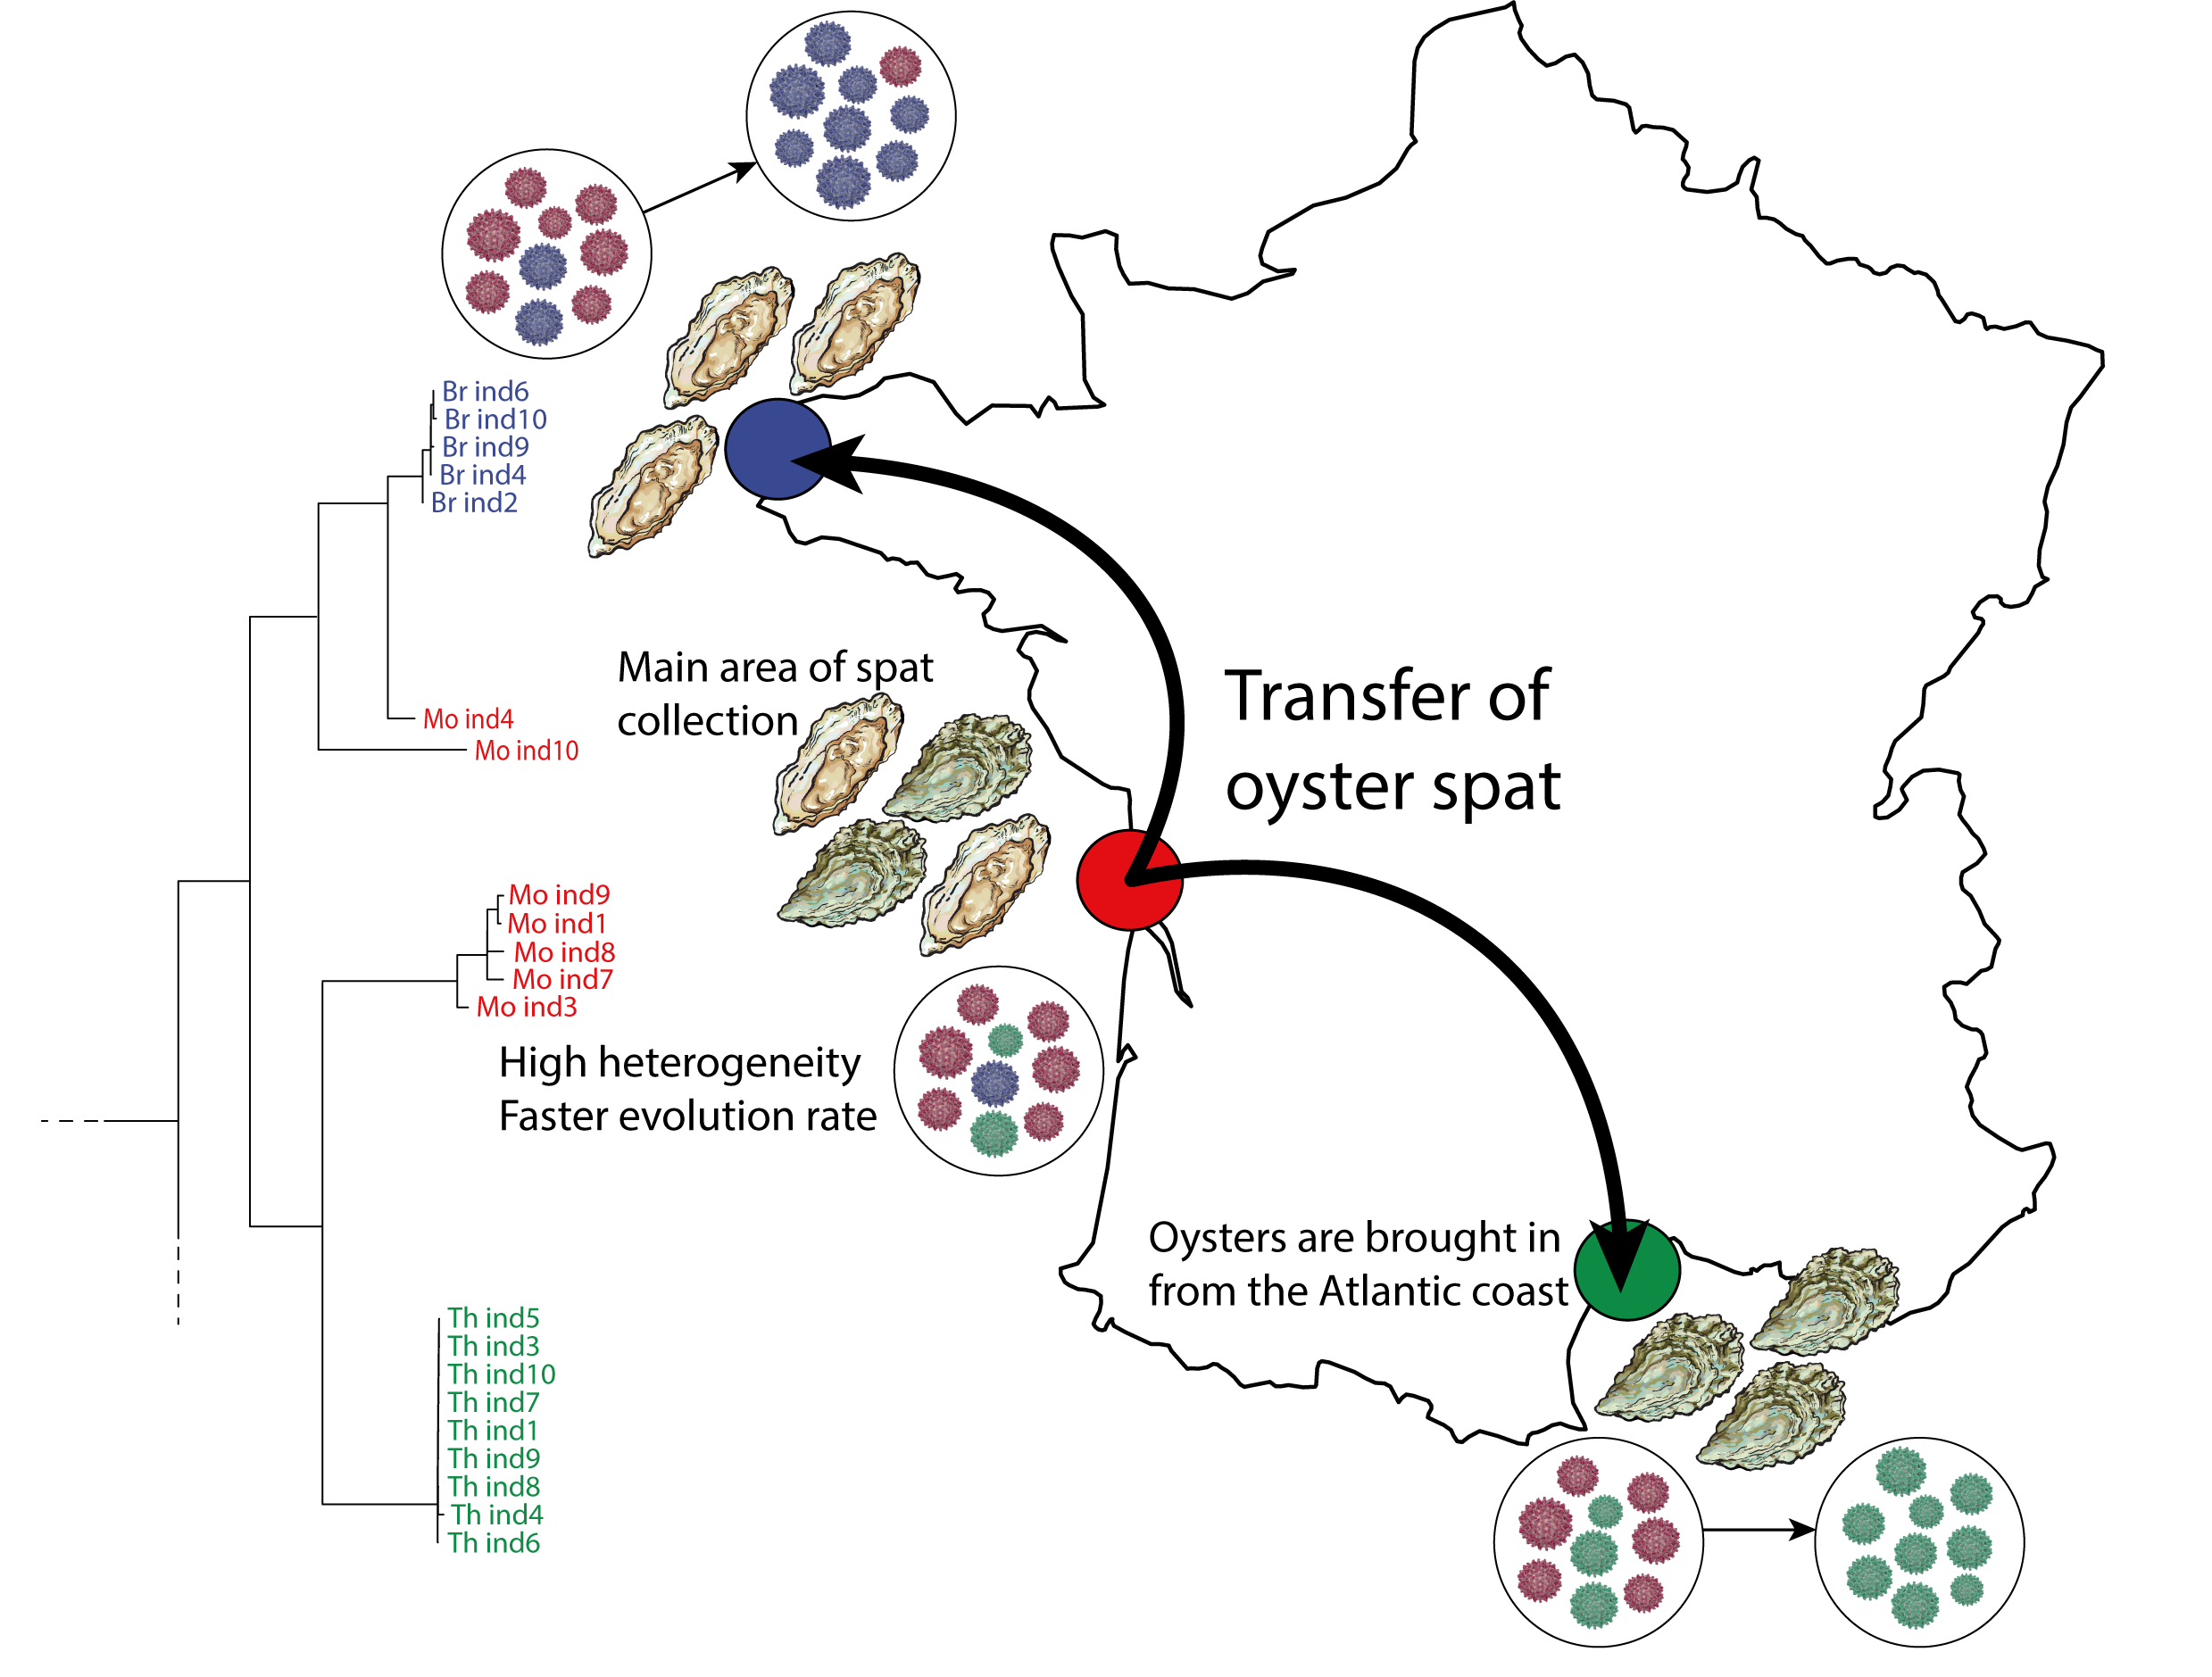 Br ind6
Br ind10
Br ind9
Br ind4
Br ind2
Main area of spat
collection
Transfer of
oyster spat
Mo ind4
Mo ind10
Mo ind9
Mo ind1
Mo ind8
Mo ind7
Mo ind3
High heterogeneity
Faster evolution rate
Oysters are brought in
from the Atlantic coast
Th ind5
Th ind3
Th ind10
Th ind7
Th ind1
Th ind9
Th ind8
Th ind4
Th ind6